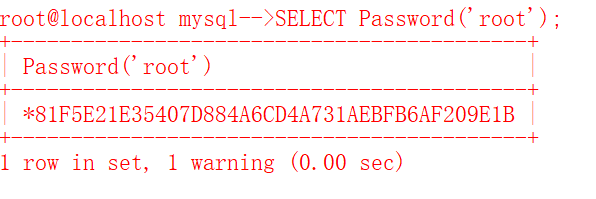 root@localhost mysql-->SELECT Password('root');
+-------------------------------------------+
| Password('root')                          |
+-------------------------------------------+
| *81F5E21E35407D884A6CD4A731AEBFB6AF209E1B |
+-------------------------------------------+
1 row in set, 1 warning (0.00 sec)